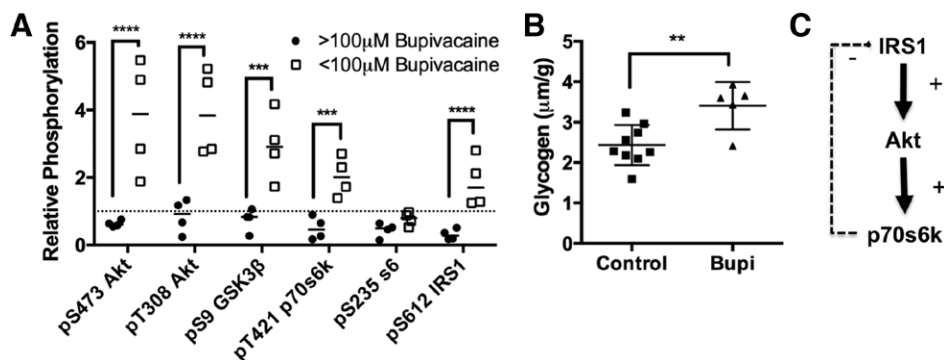 A
Relative Phosphorylation
6
4
2
0
>100μM Bupivacaine
<100μM Bupivacaine
****
****
***
***
****
pS473 Akt
pT308 Akt
pS9 GSK3β
pT421 p70s6k
pS235 s6
pS612 IRS1
B
Glycogen (μm/g)
5
4
3
2
1
0
**
Control
Bupi
C
IRS1
-
+
Akt
+
p70s6k